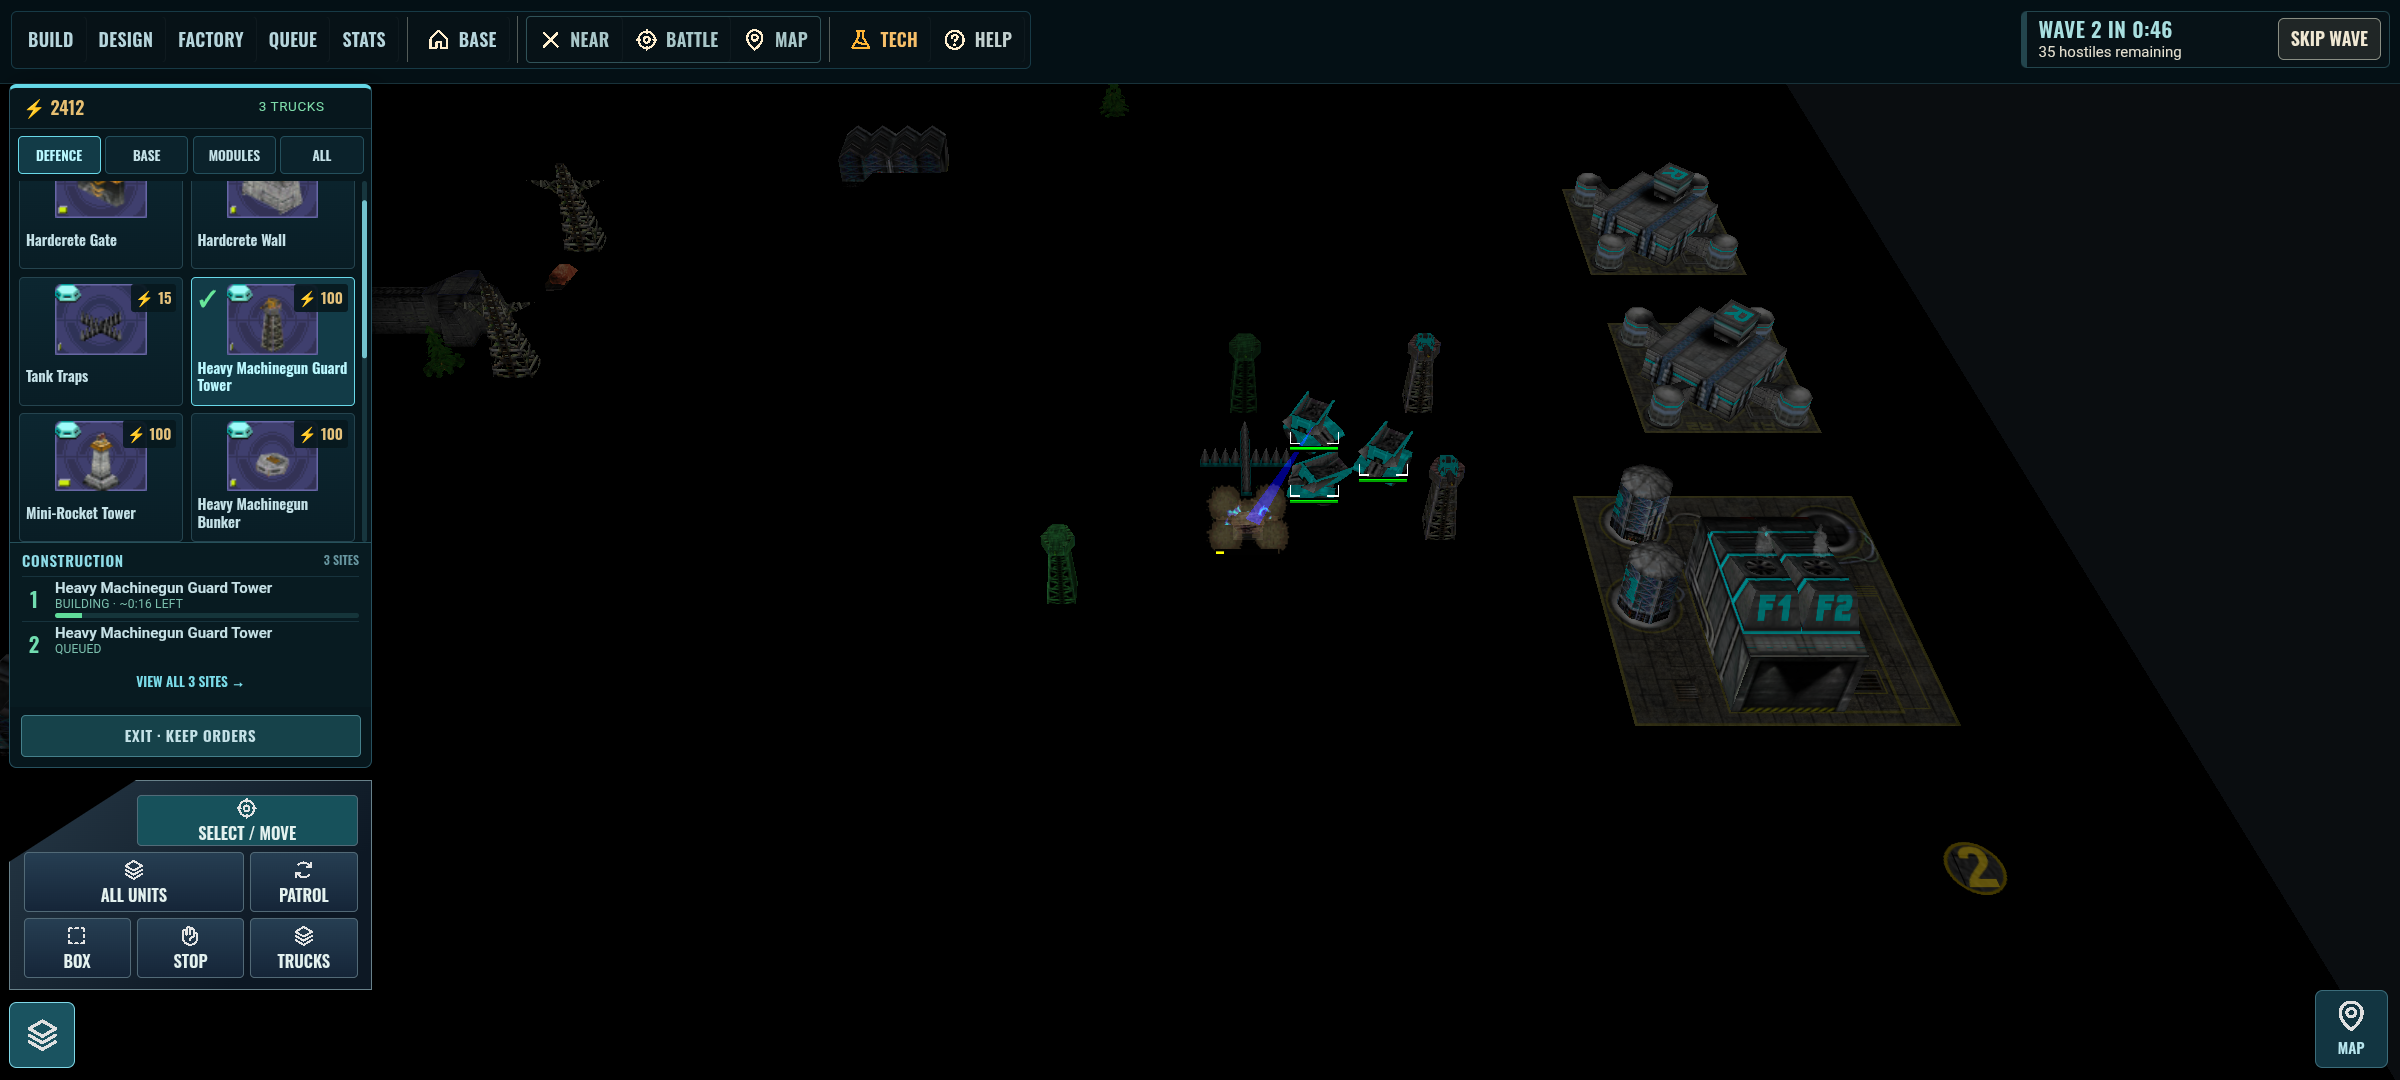 BUILD
DESIGN
FACTORY
QUEUE
STATS
BASE
NEAR
BATTLE
MAP
TECH
HELP
WAVE 2 IN 0:46
35 hostiles remaining
SKIP WAVE
2412
3 TRUCKS
DEFENCE
BASE
MODULES
ALL
Hardcrete Gate
Hardcrete Wall
15
Tank Traps
100
Heavy Machinegun Guard
Tower
100
Mini-Rocket Tower
100
Heavy Machinegun
Bunker
CONSTRUCTION
3 SITES
1
Heavy Machinegun Guard Tower
BUILDING · ~0:16 LEFT
2
Heavy Machinegun Guard Tower
QUEUED
VIEW ALL 3 SITES →
EXIT · KEEP ORDERS
SELECT / MOVE
ALL UNITS
PATROL
BOX
STOP
TRUCKS
R
R
F1 F2
2
MAP